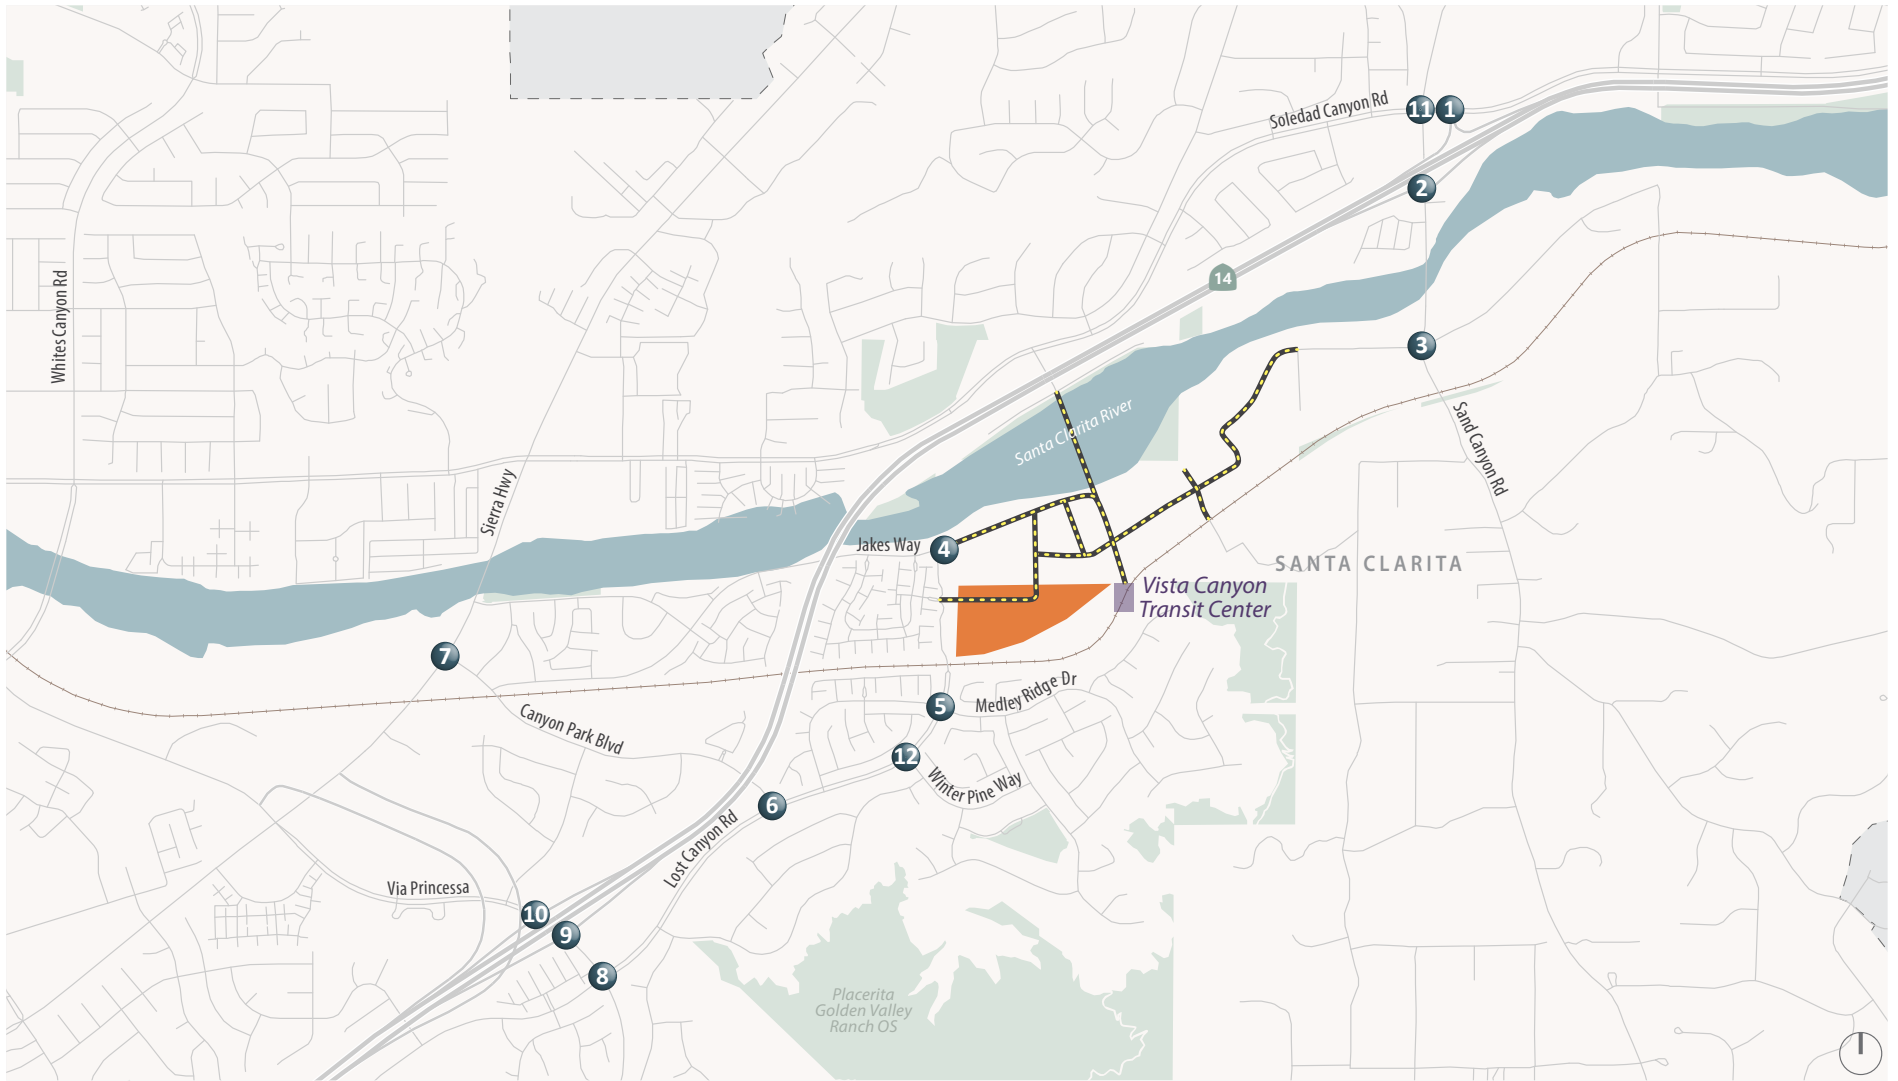 Soledad Canyon Rd
11
1
2
14
Whites Canyon Rd
3
Santa Clarita River
Sand Canyon Rd
Sierra Hwy
Jakes Way
4
SANTA CLARITA
Vista Canyon
Transit Center
7
Medley Ridge Dr
5
Canyon Park Blvd
12
Winter Pine Way
6
Lost Canyon Rd
Via Princessa
10
9
8
Placerita
Golden Valley
Ranch OS